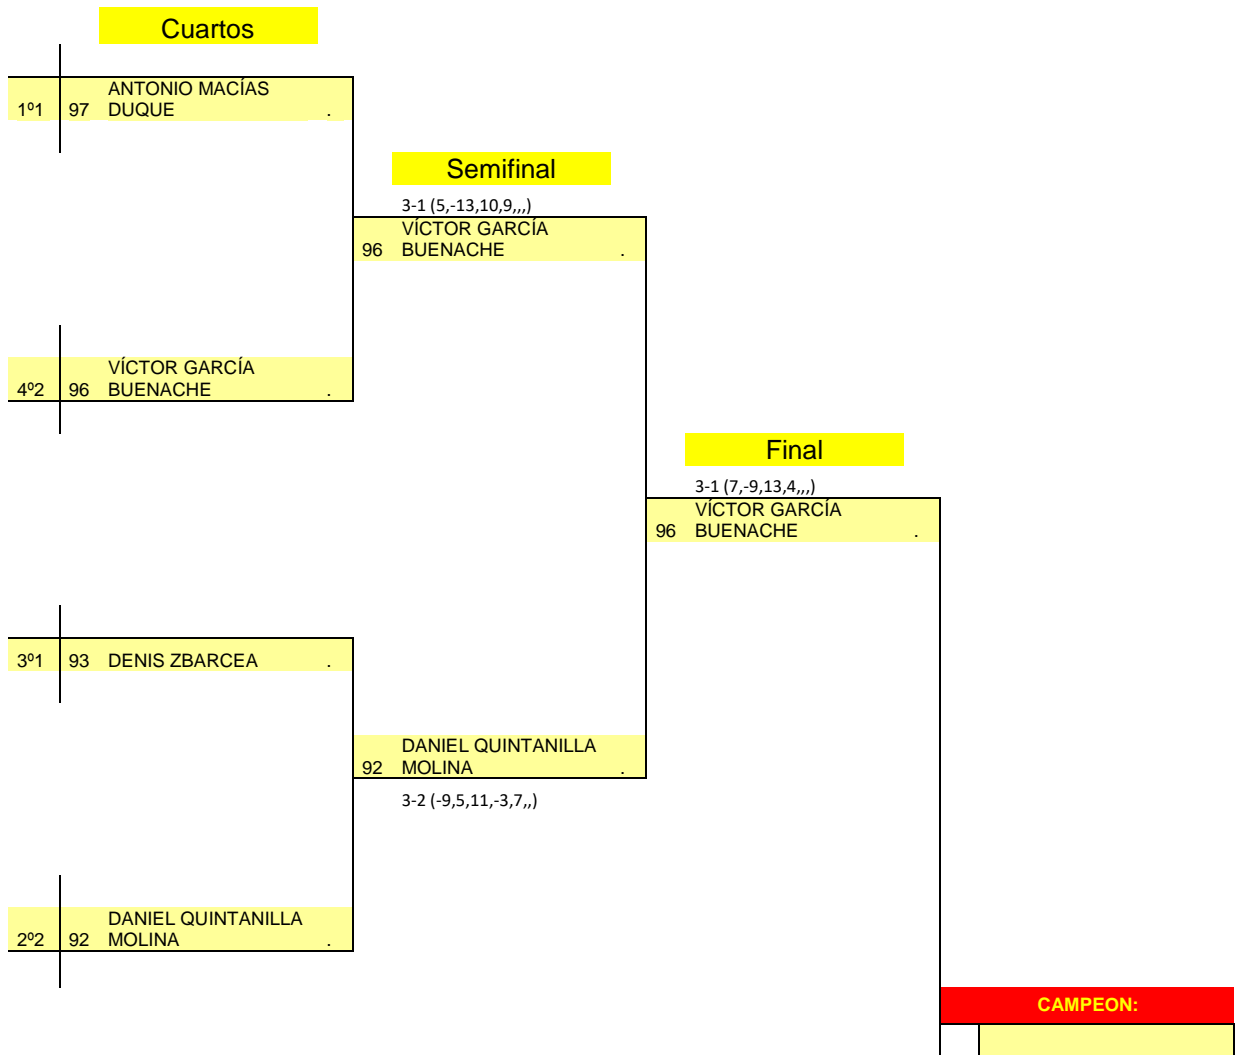 Cuartos
ANTONIO MACÍAS
1º1 97 DUQUE .
Semifinal
3-1 (5,-13,10,9,,,)
VÍCTOR GARCÍA
96 BUENACHE .
VÍCTOR GARCÍA
4º2 96 BUENACHE .
Final
3-1 (7,-9,13,4,,,)
VÍCTOR GARCÍA
96 BUENACHE .
3º1 93 DENIS ZBARCEA .
DANIEL QUINTANILLA
92 MOLINA .
3-2 (-9,5,11,-3,7,,)
DANIEL QUINTANILLA
2º2 92 MOLINA .
CAMPEON: